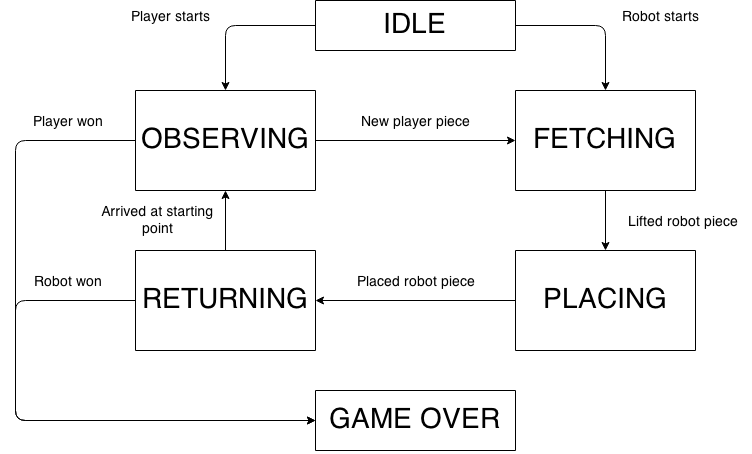 Player starts
IDLE
Robot starts
Player won
OBSERVING
New player piece
FETCHING
Arrived at starting
point
Lifted robot piece
Robot won
RETURNING
Placed robot piece
PLACING
GAME OVER